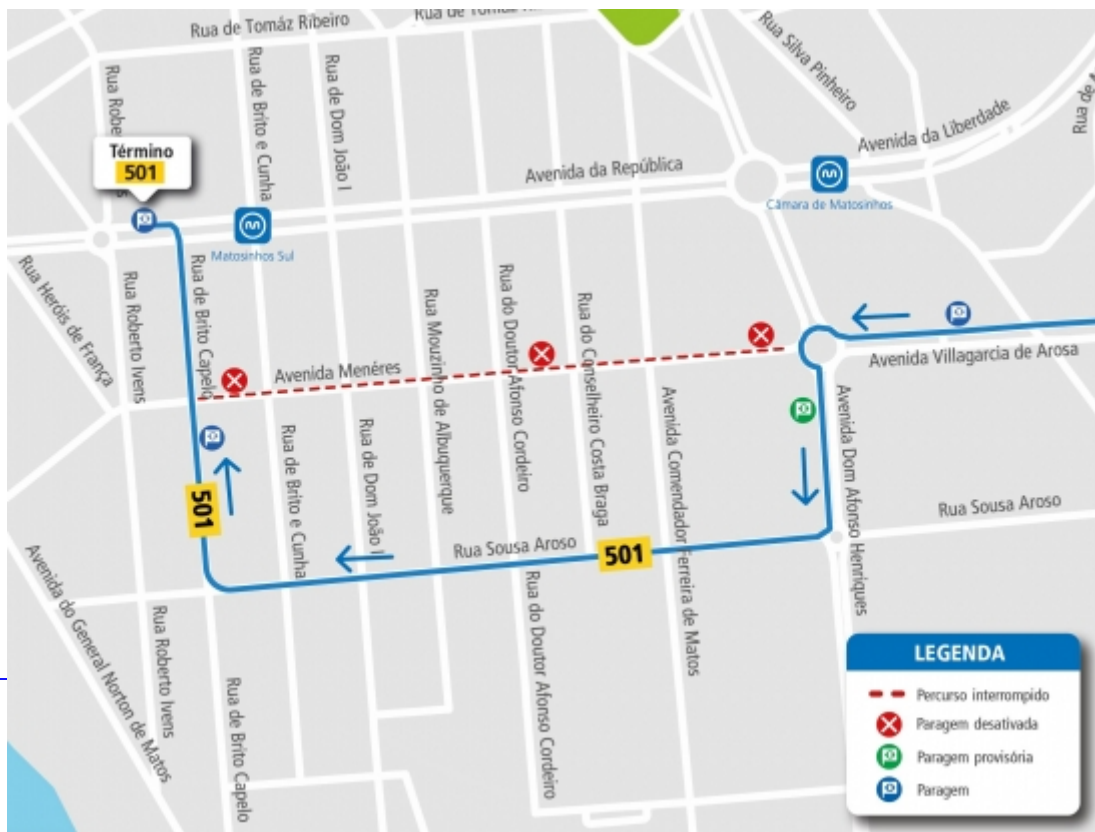 Rua de Tomáz Ribeiro
Rua de Tomáz
Rua Silva Pinheiro
Avenida da Liberdade
Rua de
Rua de Brito e Cunha
Rua de Dom João I
Término
501
Avenida da República
Câmara de Matosinhos
Matosinhos Sul
Rua Heróis de França
Rua Roberto Ivens
Rua de Brito Capelo
Avenida Menéres
Rua Mouzinho de Albuquerque
Rua do Doutor Afonso Cordeiro
Rua do Conselheiro Costa Braga
Avenida Comendador Ferreira de Matos
Avenida Villagarcia de Arosa
Avenida Dom Afonso Henriques
Rua Sousa Aroso
501
Rua de Brito e Cunha
Rua de Dom João I
Rua Sousa Aroso
501
Avenida do General Norton de Matos
Rua Roberto Ivens
Rua de Brito Capelo
Rua do Doutor Afonso Cordeiro
LEGENDA
Percurso interrompido
Paragem desativada
Paragem provisória
Paragem